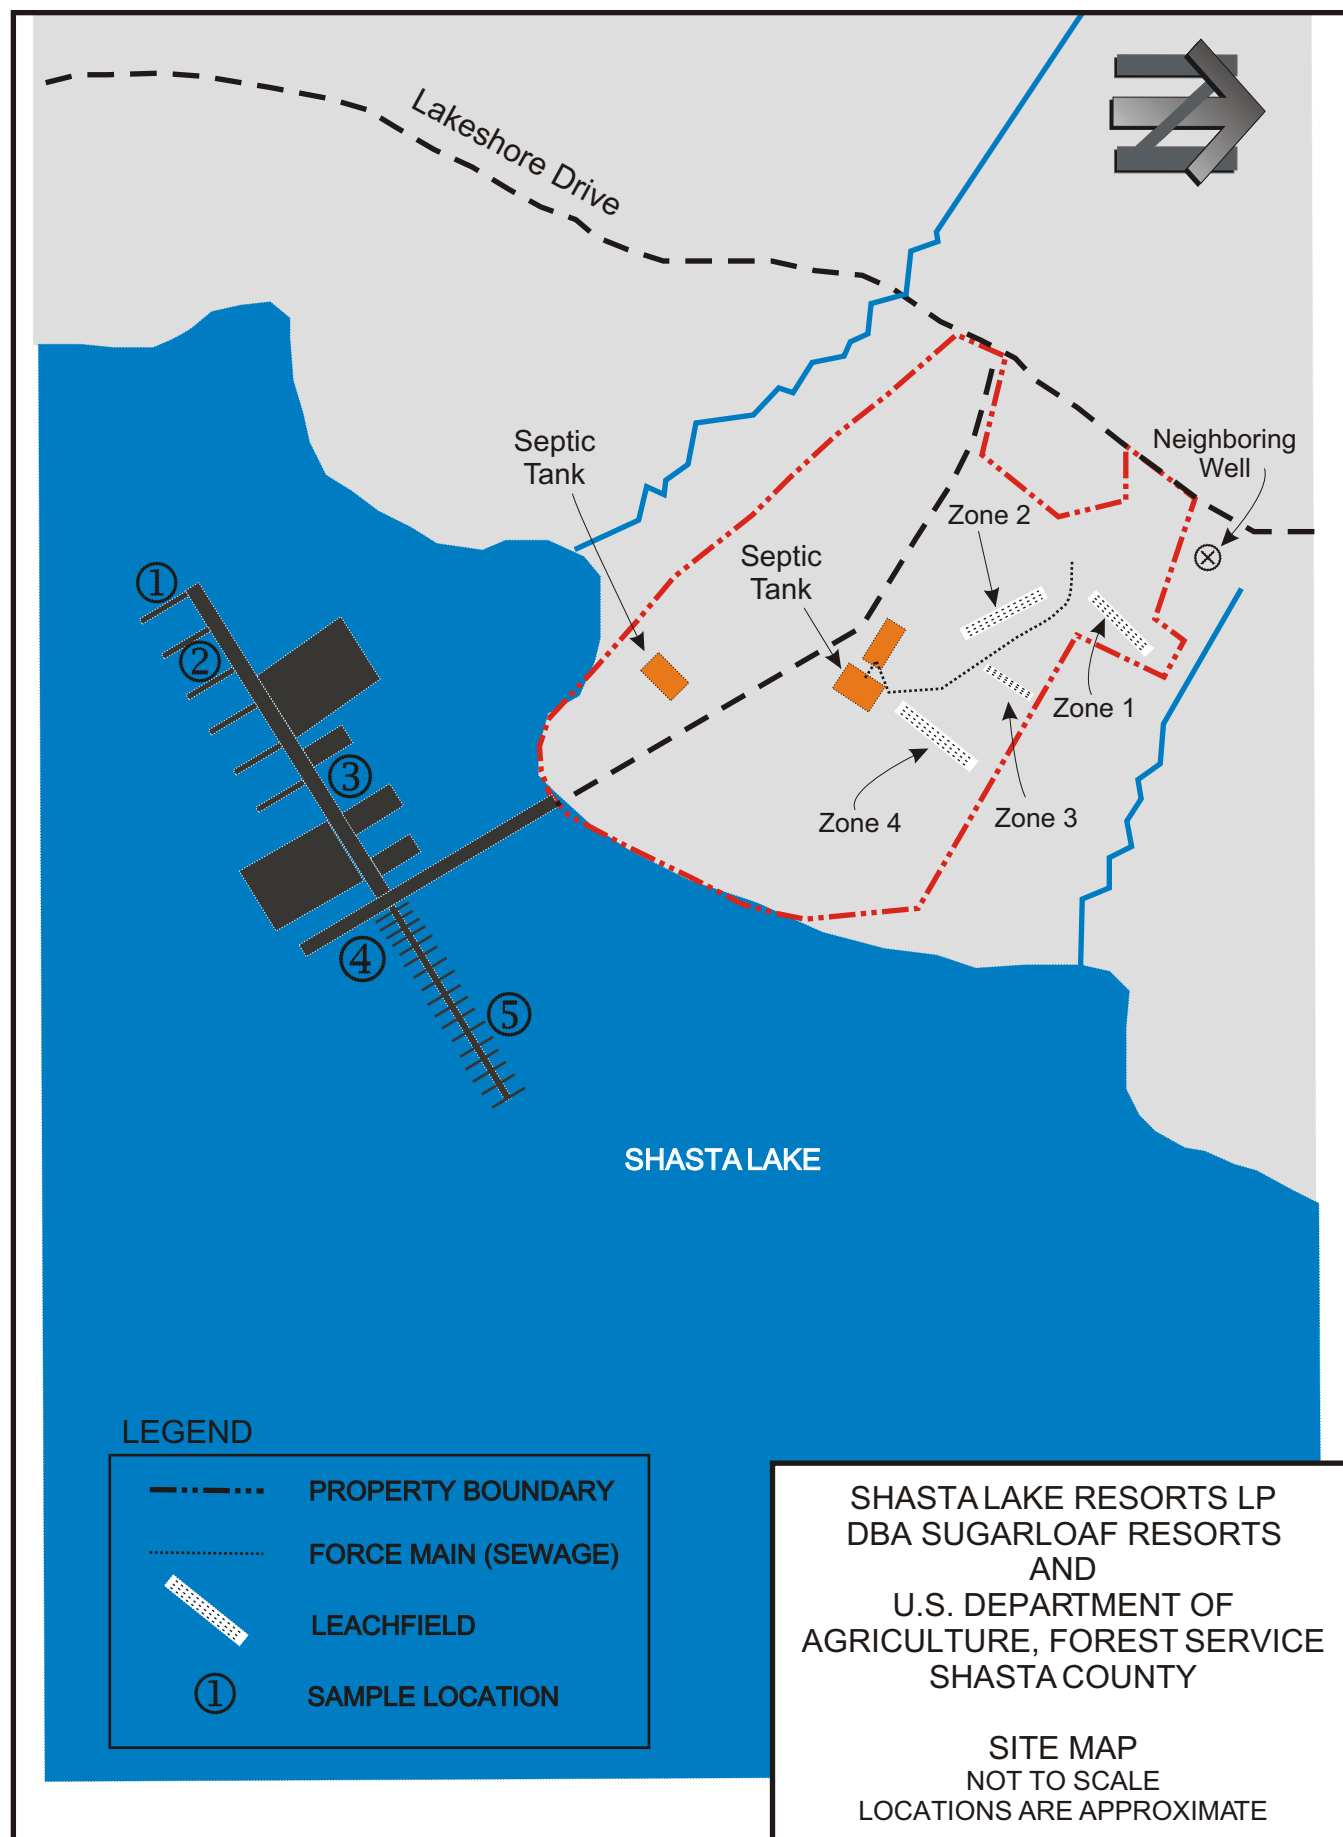 Lakeshore Drive
Neighboring
Well
Septic
Tank
Zone 2
Septic
Tank
①
②
Zone 1
③
Zone 3
Zone 4
④
⑤
SHASTA LAKE
LEGEND
PROPERTY BOUNDARY
FORCE MAIN (SEWAGE)
LEACHFIELD
① SAMPLE LOCATION
SHASTA LAKE RESORTS LP
DBA SUGARLOAF RESORTS
AND
U.S. DEPARTMENT OF
AGRICULTURE, FOREST SERVICE
SHASTA COUNTY
SITE MAP
NOT TO SCALE
LOCATIONS ARE APPROXIMATE